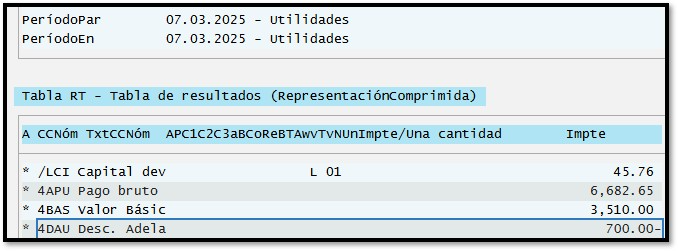 PeríodoPar 07.03.2025 - Utilidades
PeríodoEn 07.03.2025 - Utilidades
Tabla RT - Tabla de resultados (RepresentaciónComprimida)
A CCNóm TxtCCNóm APC1C2C3aBCoReBTAwvTvNUnImpte/Una cantidad Impte
* /LCI Capital dev L 01 45.76
* 4APU Pago bruto 6,682.65
* 4BAS Valor Básic 3,510.00
* 4DAU Desc. Adela 700.00-